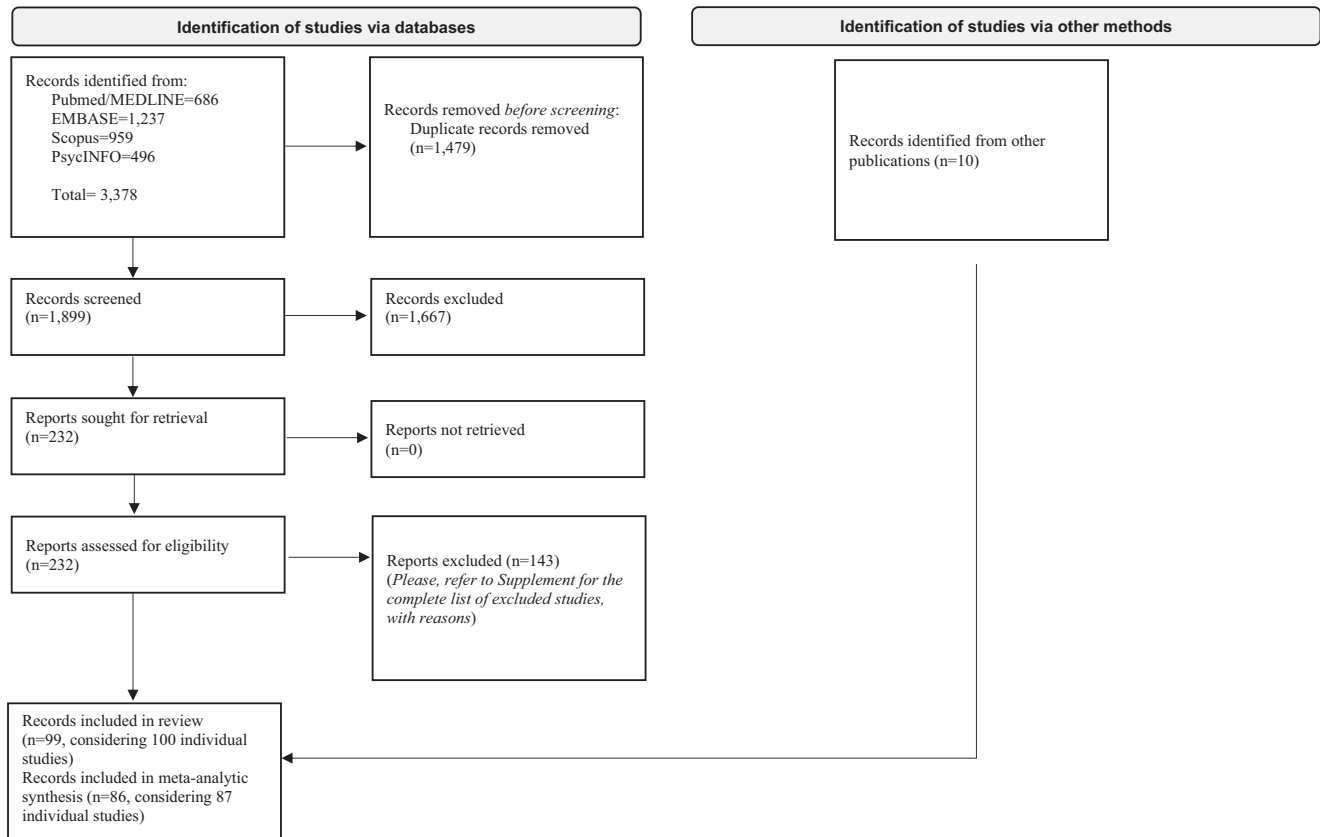 Identification of studies via databases
Identification of studies via other methods
Records identified from:
Pubmed/MEDLINE=686
EMBASE=1,237
Scopus=959
PsycINFO=496
Total= 3,378
Records removed before screening:
Duplicate records removed
(n=1,479)
Records identified from other
publications (n=10)
Records screened
(n=1,899)
Records excluded
(n=1,667)
Reports sought for retrieval
(n=232)
Reports not retrieved
(n=0)
Reports assessed for eligibility
(n=232)
Reports excluded (n=143)
(Please, refer to Supplement for the
complete list of excluded studies,
with reasons)
Records included in review
(n=99, considering 100 individual
studies)
Records included in meta-analytic
synthesis (n=86, considering 87
individual studies)